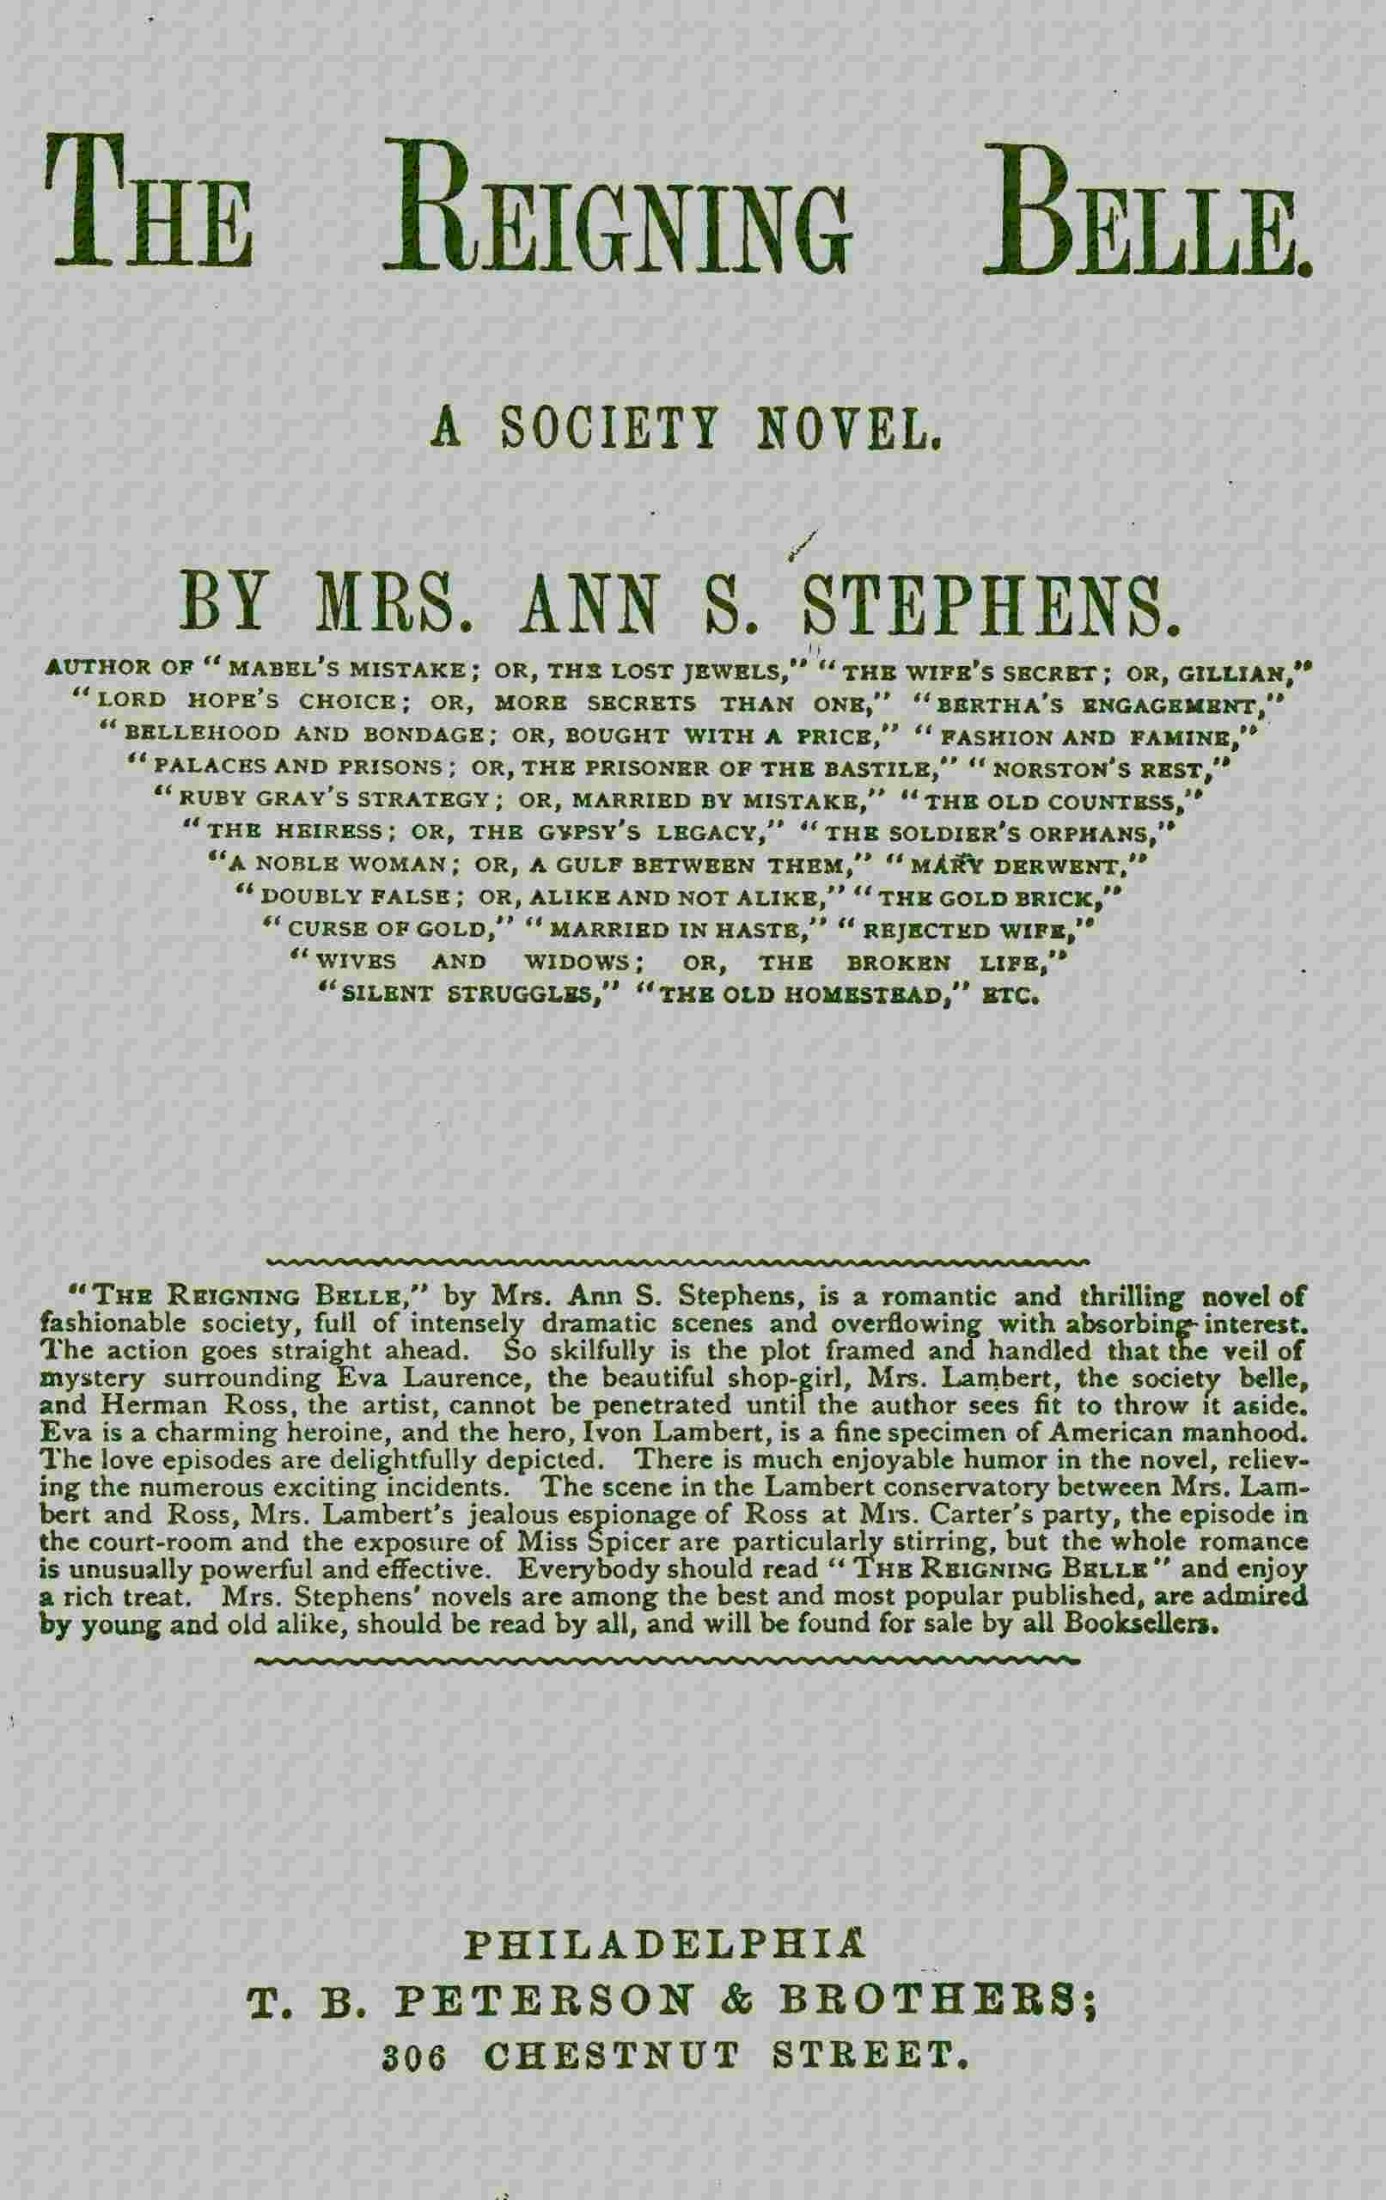 THE REIGNING BELLE.
A SOCIETY NOVEL.
BY MRS. ANN S. STEPHENS.
AUTHOR OF "MABEL'S MISTAKE; OR, THE LOST JEWELS," "THE WIFE'S SECRET; OR, GILLIAN,"
"LORD HOPE'S CHOICE; OR, MORE SECRETS THAN ONE," "BERTHA'S ENGAGEMENT,"
"BELLEHOOD AND BONDAGE; OR, BOUGHT WITH A PRICE," "FASHION AND FAMINE,"
"PALACES AND PRISONS; OR, THE PRISONER OF THE BASTILE," "NORSTON'S REST,"
"RUBY GRAY'S STRATEGY; OR, MARRIED BY MISTAKE," "THE OLD COUNTESS,"
"THE HEIRESS; OR, THE GYPSY'S LEGACY," "THE SOLDIER'S ORPHANS,"
"A NOBLE WOMAN; OR, A GULF BETWEEN THEM," "MARY DERWENT,"
"DOUBLY FALSE; OR, ALIKE AND NOT ALIKE," "THE GOLD BRICK,"
"CURSE OF GOLD," "MARRIED IN HASTE," "REJECTED WIFE,"
"WIVES AND WIDOWS; OR, THE BROKEN LIFE,"
"SILENT STRUGGLES," "THE OLD HOMESTEAD," ETC.
"THE REIGNING BELLE," by Mrs. Ann S. Stephens, is a romantic and thrilling novel of
fashionable society, full of intensely dramatic scenes and overflowing with absorbing interest.
The action goes straight ahead. So skilfully is the plot framed and handled that the veil of
mystery surrounding Eva Laurence, the beautiful shop-girl, Mrs. Lambert, the society belle,
and Herman Ross, the artist, cannot be penetrated until the author sees fit to throw it aside.
Eva is a charming heroine, and the hero, Ivon Lambert, is a fine specimen of American manhood.
The love episodes are delightfully depicted. There is much enjoyable humor in the novel, reliev-
ing the numerous exciting incidents. The scene in the Lambert conservatory between Mrs. Lam-
bert and Ross, Mrs. Lambert's jealous espionage of Ross at Mrs. Carter's party, the episode in
the court-room and the exposure of Miss Spicer are particularly stirring, but the whole romance
is unusually powerful and effective. Everybody should read "THE REIGNING BELLE" and enjoy
a rich treat. Mrs. Stephens' novels are among the best and most popular published, are admired
by young and old alike, should be read by all, and will be found for sale by all Booksellers.
PHILADELPHIA
T. B. PETERSON & BROTHERS;
306 CHESTNUT STREET.